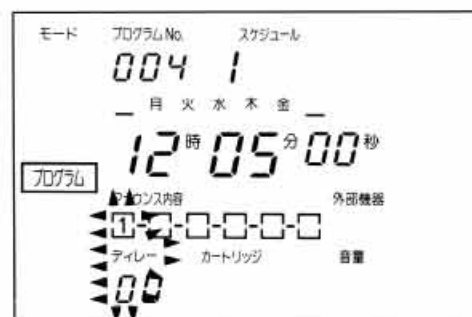 モード プログラムNo. スケジュール
004 1
月 火 水 木 金
12時05分00秒
プログラム
アナウンス内容 外部機器
1
ディレー カートリッジ 音量
00